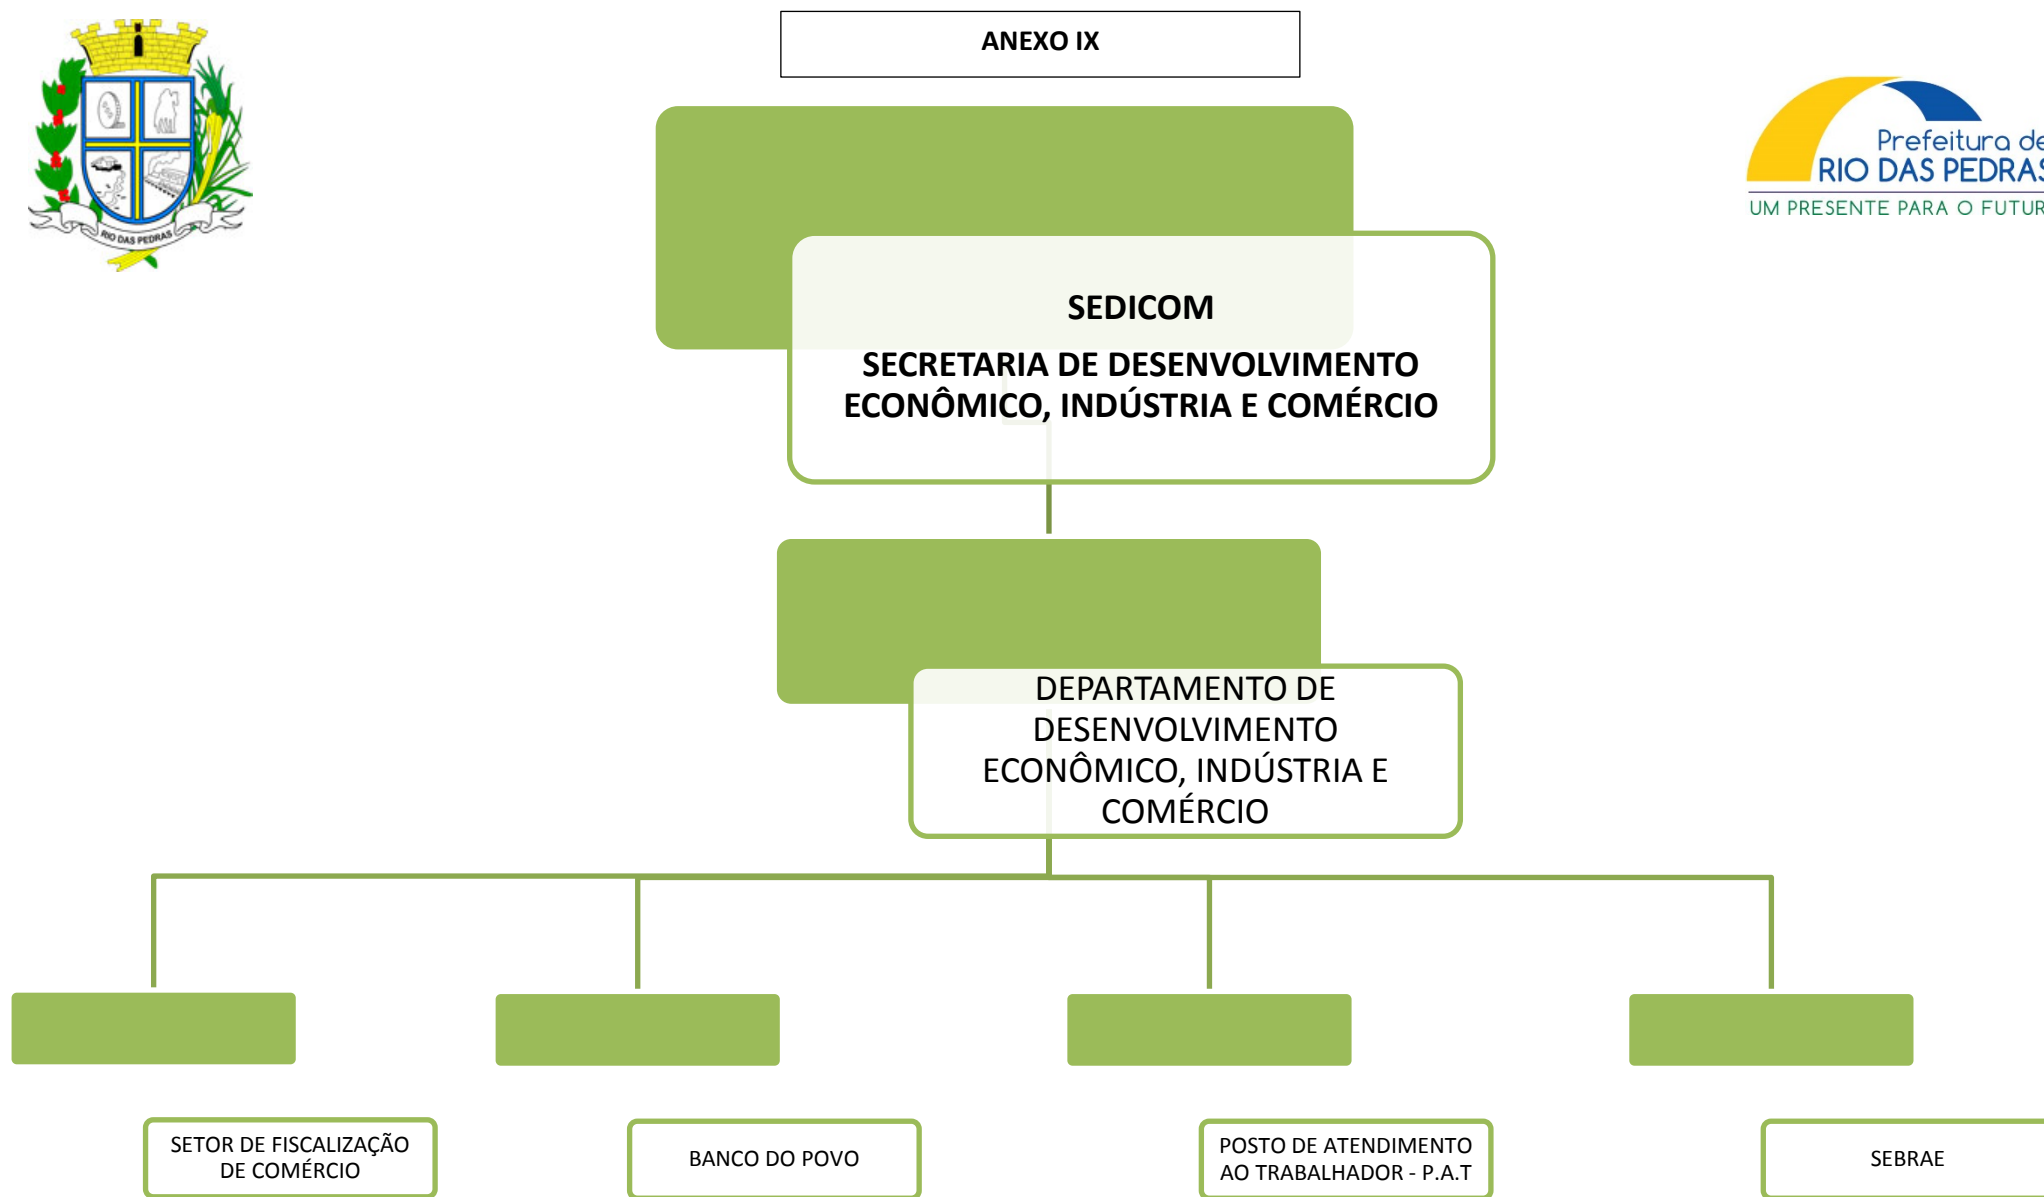 ANEXO IX
RIO DAS PEDRAS
Prefeitura de
RIO DAS PEDRAS
UM PRESENTE PARA O FUTUR
SEDICOM
SECRETARIA DE DESENVOLVIMENTO
ECONÔMICO, INDÚSTRIA E COMÉRCIO
DEPARTAMENTO DE
DESENVOLVIMENTO
ECONÔMICO, INDÚSTRIA E
COMÉRCIO
SETOR DE FISCALIZAÇÃO
DE COMÉRCIO
BANCO DO POVO
POSTO DE ATENDIMENTO
AO TRABALHADOR - P.A.T
SEBRAE